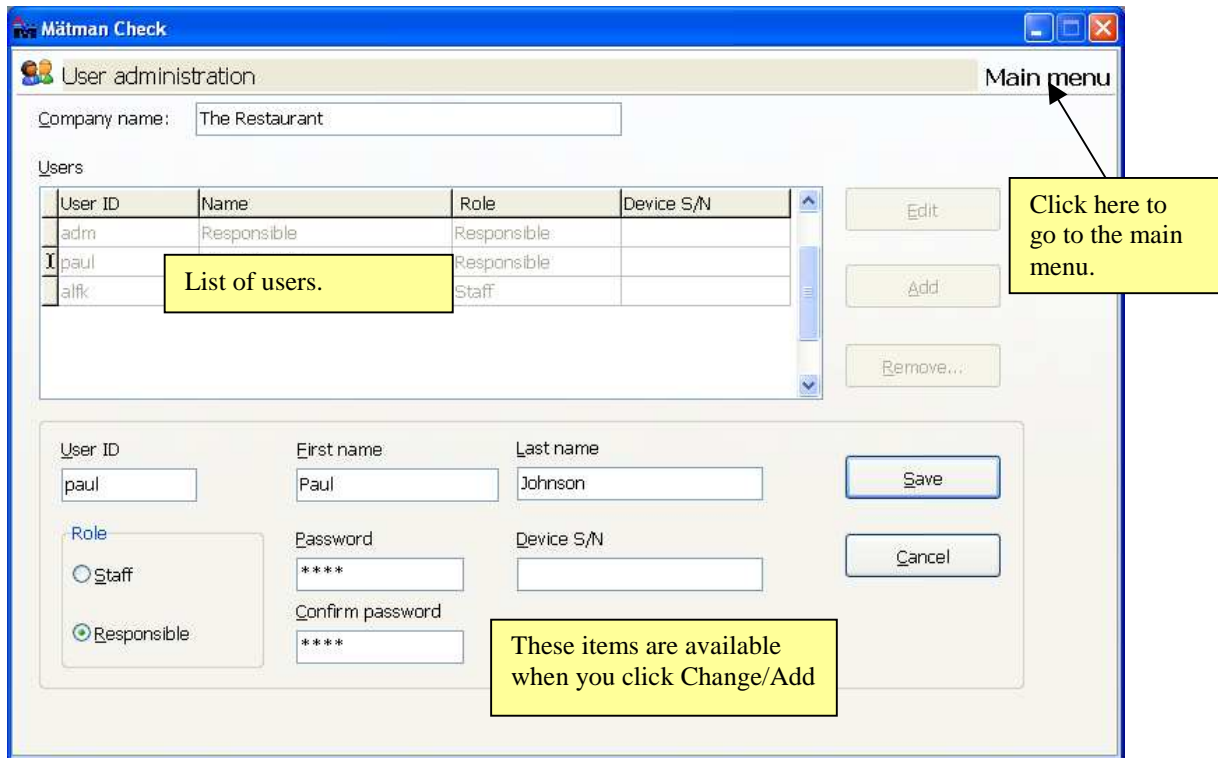 Mätman Check
User administration
Main menu
Company name: The Restaurant
Users
User ID Name Role Device S/N
adm Responsible Responsible
paul Responsible
alfk Staff
List of users.
Edit
Add
Remove...
Click here to
go to the main
menu.
User ID First name Last name
paul Paul Johnson
Save
Role Password Device S/N
Staff ****
Cancel
Confirm password
Responsible ****
These items are available
when you click Change/Add